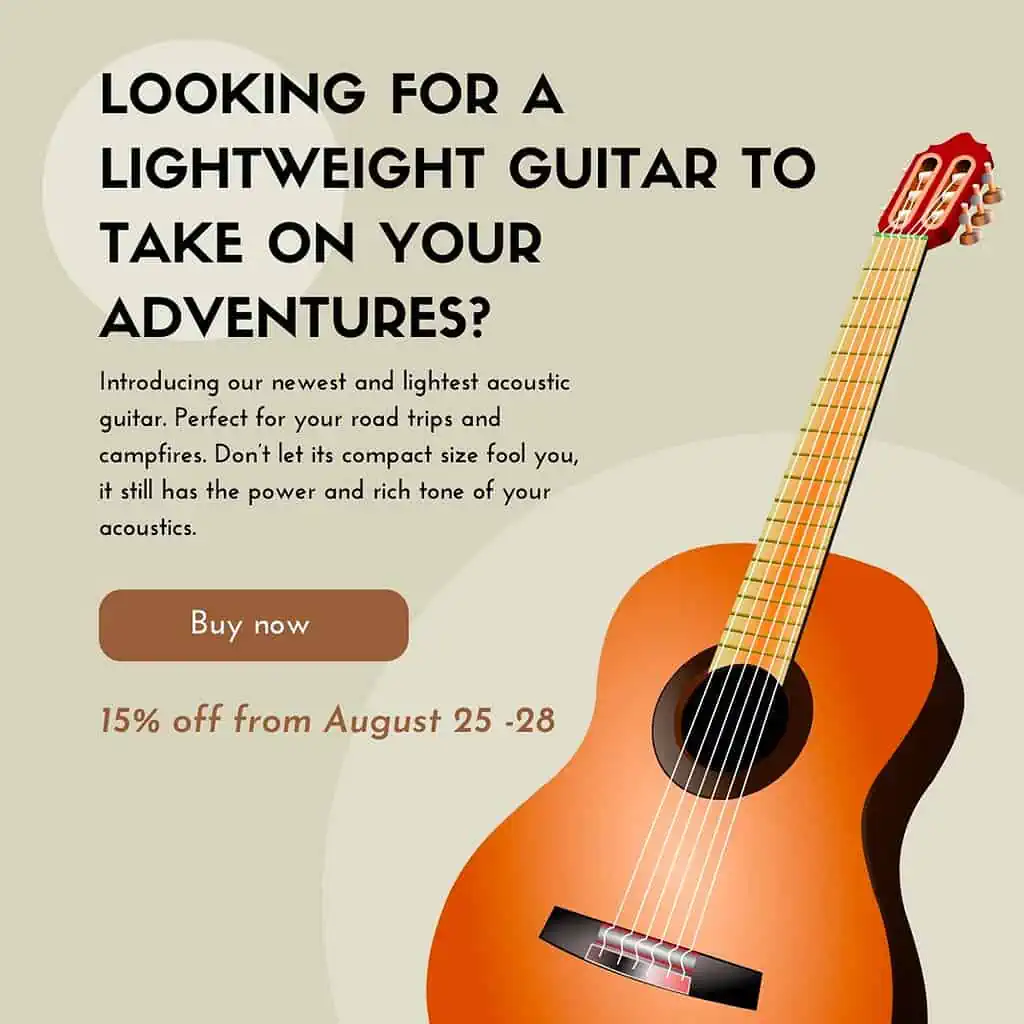 LOOKING FOR A
LIGHTWEIGHT GUITAR TO
TAKE ON YOUR
ADVENTURES?
Introducing our newest and lightest acoustic
guitar. Perfect for your road trips and
campfires. Don't let its compact size fool you,
it still has the power and rich tone of your
acoustics.
Buy now
15% off from August 25 -28